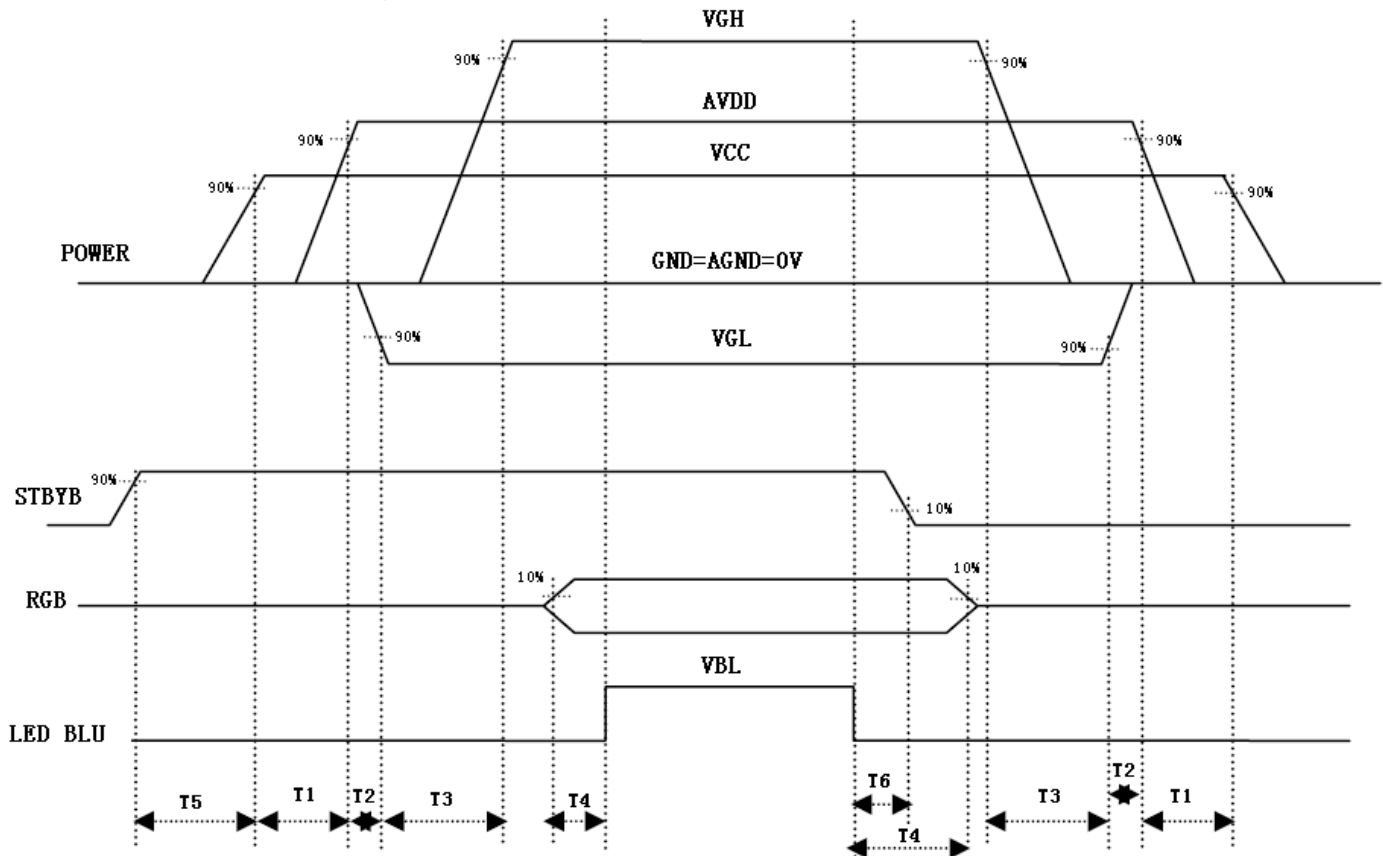 VGH
90%
90%
AVDD
90%
90%
VCC
90%
90%
POWER
GND=AGND=0V
90%
VGL
90%
STBYB
90%
10%
RGB
10%
10%
VBL
LED BLU
T5
T1
T2
T3
T4
T6
T4
T3
T2
T1